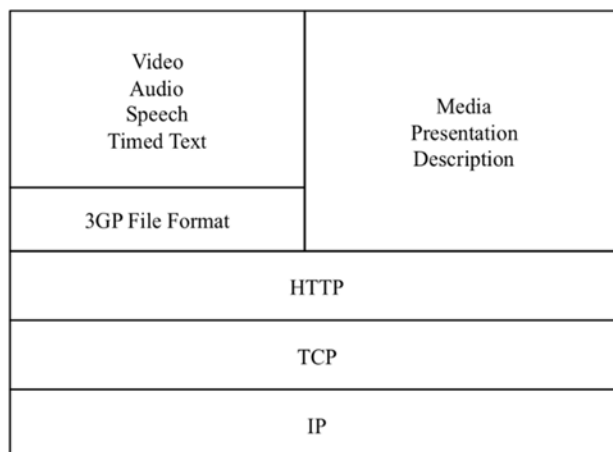 Video
Audio
Speech
Timed Text
Media
Presentation
Description
3GP File Format
HTTP
TCP
IP